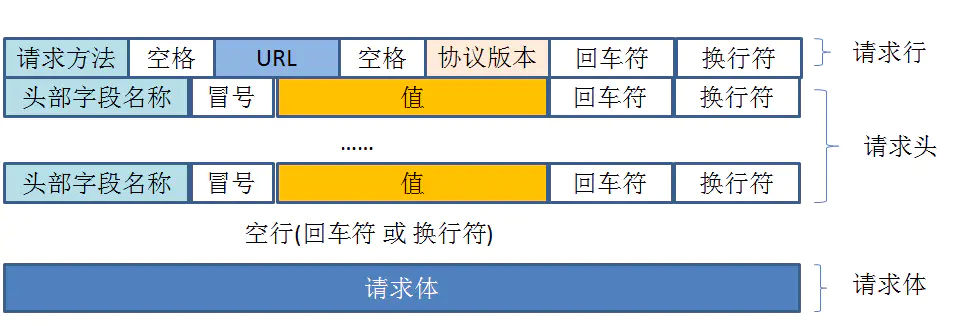 请求方法 空格 URL 空格 协议版本 回车符 换行符 请求行
头部字段名称 冒号 值 回车符 换行符
...... 请求头
头部字段名称 冒号 值 回车符 换行符
空行(回车符 或 换行符)
请求体 请求体